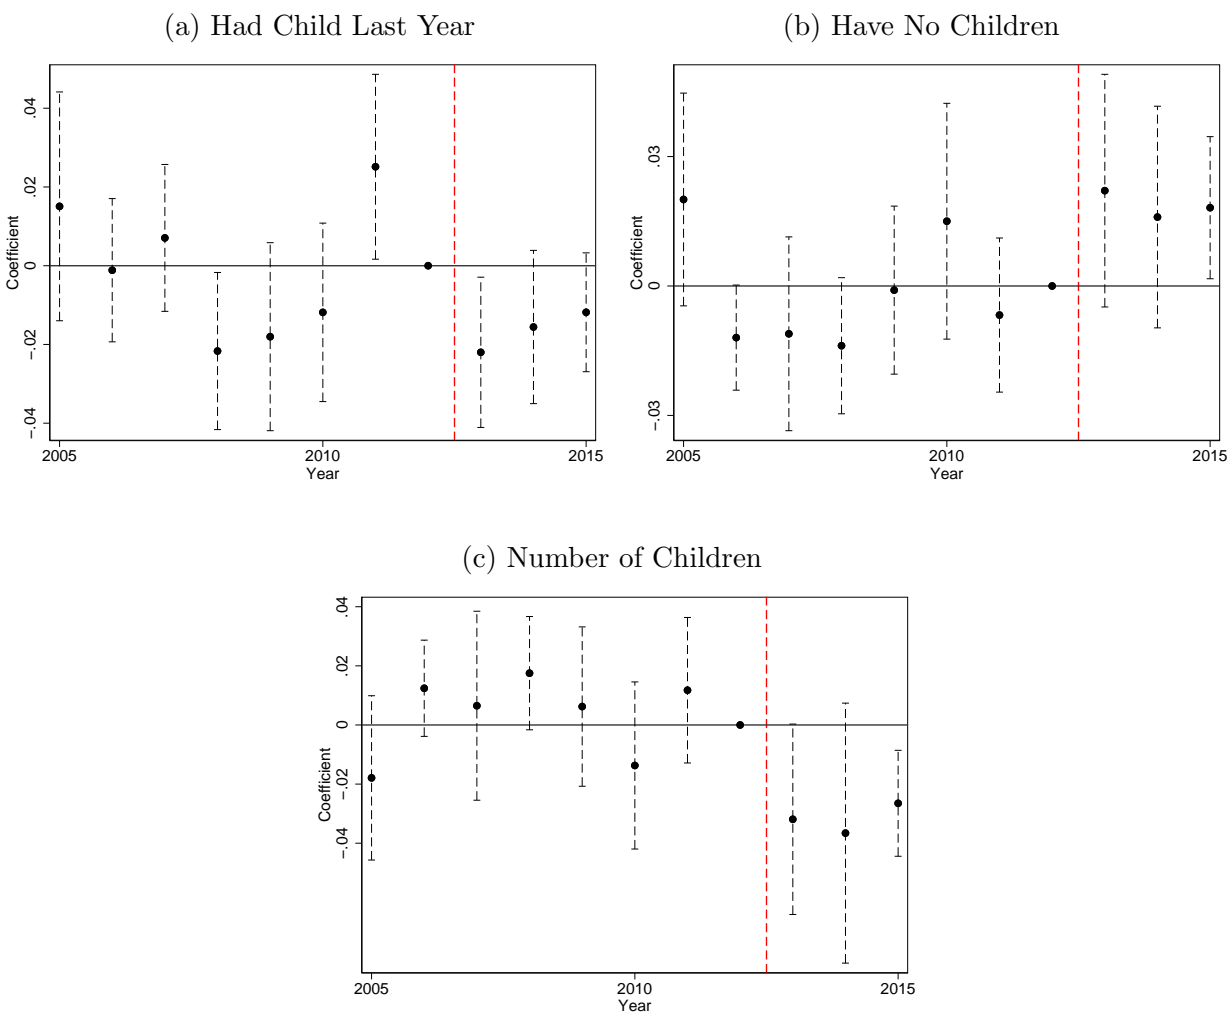 (a) Had Child Last Year
.04
.02
0
-.02
-.04
Coefficient
2005
2010
2015
Year
(b) Have No Children
.03
0
-.03
Coefficient
2005
2010
2015
Year
(c) Number of Children
.04
.02
0
-.02
-.04
Coefficient
2005
2010
2015
Year